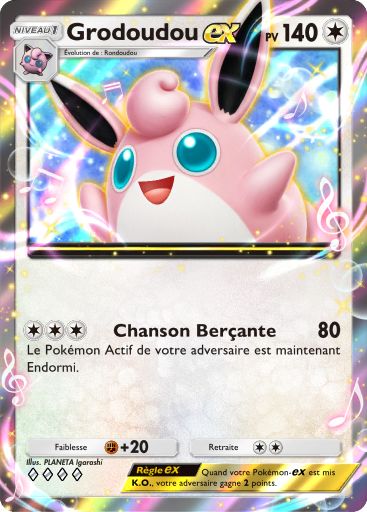 NIVEAU 1
Grodoudou ex
PV 140
Évolution de : Rondoudou
Chanson Berçante 80
Le Pokémon Actif de votre adversaire est maintenant
Endormi.
Faiblesse +20
Retraite
Illus. PLANETA Igarashi
Règle ex Quand votre Pokémon-ex est mis
K.O., votre adversaire gagne 2 points.